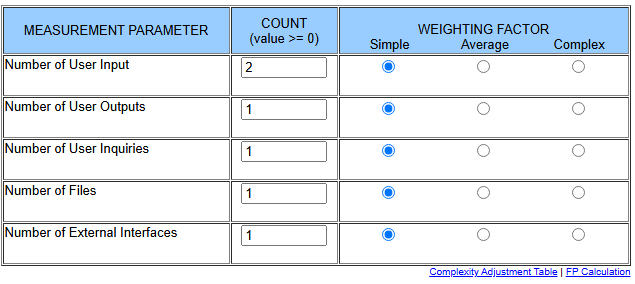 MEASUREMENT PARAMETER
COUNT
(value >= 0)
WEIGHTING FACTOR
Simple Average Complex
Number of User Input 2
Number of User Outputs 1
Number of User Inquiries 1
Number of Files 1
Number of External Interfaces 1
Complexity Adjustment Table | FP Calculation